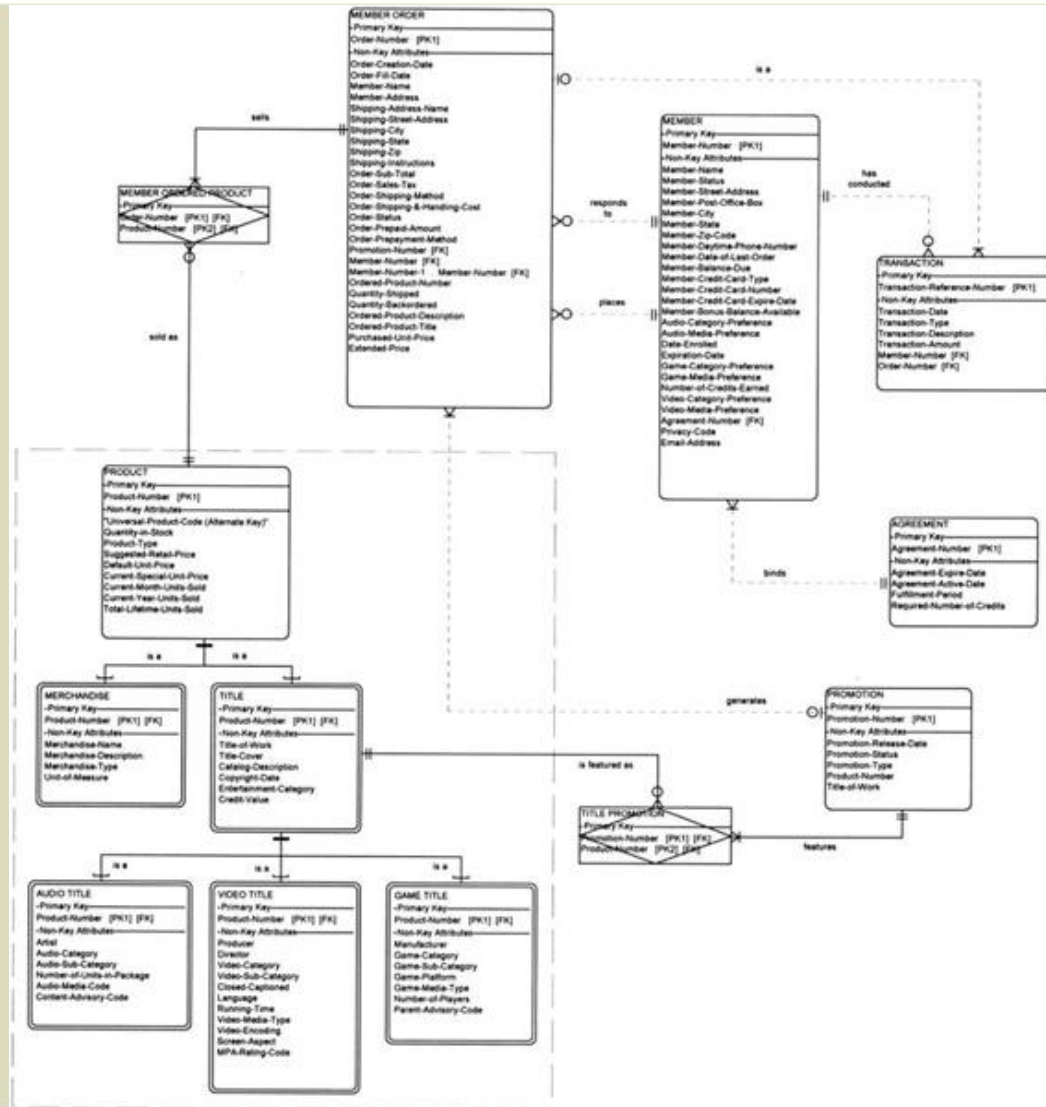 MEMBER ORDER
-Primary Key
Order-Number [PK1]
-Non-Key Attributes
Order-Creation-Date
Order-Fill-Date
Member-Name
Member-Address
Shipping-Address-Name
Shipping-Street-Address
Shipping-City
Shipping-State
Shipping-Zip
Shipping-Instructions
Order-Sub-Total
Order-Sales-Tax
Order-Shipping-Method
Order-Shipping & Handling-Cost
Order-Status
Order-Prepaid-Amount
Order-Prepayment-Method
Promotion-Number [FK]
Member-Number [FK]
Member-Number-1 . Member-Number [FK]
Ordered-Product-Number
Quantity-Shipped
Quantity-Backordered
Ordered-Product-Description
Ordered-Product-Title
Purchased-Unit-Price
Extended-Price
is a
sells
MEMBER
-Primary Key
Member-Number [PK1]
-Non-Key Attributes
Member-Name
Member-Status
Member-Street-Address
Member-Post-Office-Box
Member-City
Member-State
Member-Zip-Code
Member-Daytime-Phone-Number
Member-Date-of-Last-Order
Member-Balance-Due
Member-Credit-Card-Type
Member-Credit-Card-Number
Member-Credit-Card-Expire-Date
Member-Bonus-Balance-Available
Audio-Category-Preference
Audio-Media-Preference
Date-Enrolled
Expiration-Date
Game-Category-Preference
Game-Media-Preference
Number-of-Credits-Earned
Video-Category-Preference
Video-Media-Preference
Agreement-Number [FK]
Privacy-Code
Email-Address
has
conducted
responds
to
places
MEMBER ORDERED PRODUCT
-Primary Key
Order-Number [PK1] [FK]
Product-Number [PK2] [FK]
TRANSACTION
-Primary Key
Transaction-Reference-Number [PK1]
-Non-Key Attributes
Transaction-Date
Transaction-Type
Transaction-Description
Transaction-Amount
Member-Number [FK]
Order-Number [FK]
sold as
PRODUCT
-Primary Key
Product-Number [PK1]
-Non-Key Attributes
"Universal-Product-Code (Alternate Key)"
Quantity-in-Stock
Product-Type
Suggested-Retail-Price
Default-Unit-Price
Current-Special-Unit-Price
Current-Month-Units-Sold
Current-Year-Units-Sold
Total-Lifetime-Units-Sold
AGREEMENT
-Primary Key
Agreement-Number [PK1]
-Non-Key Attributes
Agreement-Expire-Date
Agreement-Active-Date
Fulfillment-Period
Required-Number-of-Credits
binds
is a
is a
MERCHANDISE
-Primary Key
Product-Number [PK1] [FK]
-Non-Key Attributes
Merchandise-Name
Merchandise-Description
Merchandise-Type
Unit-of-Measure
TITLE
-Primary Key
Product-Number [PK1] [FK]
-Non-Key Attributes
Title-of-Work
Title-Cover
Catalog-Description
Copyright-Date
Entertainment-Category
Credit-Value
generates
PROMOTION
-Primary Key
Promotion-Number [PK1]
-Non-Key Attributes
Promotion-Release-Date
Promotion-Status
Promotion-Type
Product-Number
Title-of-Work
is featured as
TITLE PROMOTION
-Primary Key
Promotion-Number [PK1] [FK]
Product-Number [PK2] [FK]
features
is a
is a
is a
AUDIO TITLE
-Primary Key
Product-Number [PK1] [FK]
-Non-Key Attributes
Artist
Audio-Category
Audio-Sub-Category
Number-of-Units-in-Package
Audio-Media-Code
Content-Advisory-Code
VIDEO TITLE
-Primary Key
Product-Number [PK1] [FK]
-Non-Key Attributes
Producer
Director
Video-Category
Video-Sub-Category
Closed-Captioned
Language
Running-Time
Video-Media-Type
Video-Encoding
Screen-Aspect
MPA-Rating-Code
GAME TITLE
-Primary Key
Product-Number [PK1] [FK]
-Non-Key Attributes
Manufacturer
Game-Category
Game-Sub-Category
Game-Platform
Game-Media-Type
Number-of-Players
Parent-Advisory-Code